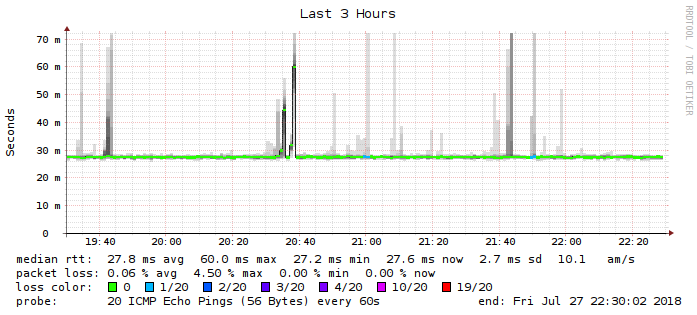 Last 3 Hours
RRDTOOL / TOBI OETIKER
Seconds
70 m
60 m
50 m
40 m
30 m
20 m
10 m
0
19:40 20:00 20:20 20:40 21:00 21:20 21:40 22:00 22:20
median rtt: 27.8 ms avg 60.0 ms max 27.2 ms min 27.6 ms now 2.7 ms sd 10.1 am/s
packet loss: 0.06 % avg 4.50 % max 0.00 % min 0.00 % now
loss color: 0 1/20 2/20 3/20 4/20 10/20 19/20
probe: 20 ICMP Echo Pings (56 Bytes) every 60s end: Fri Jul 27 22:30:02 2018